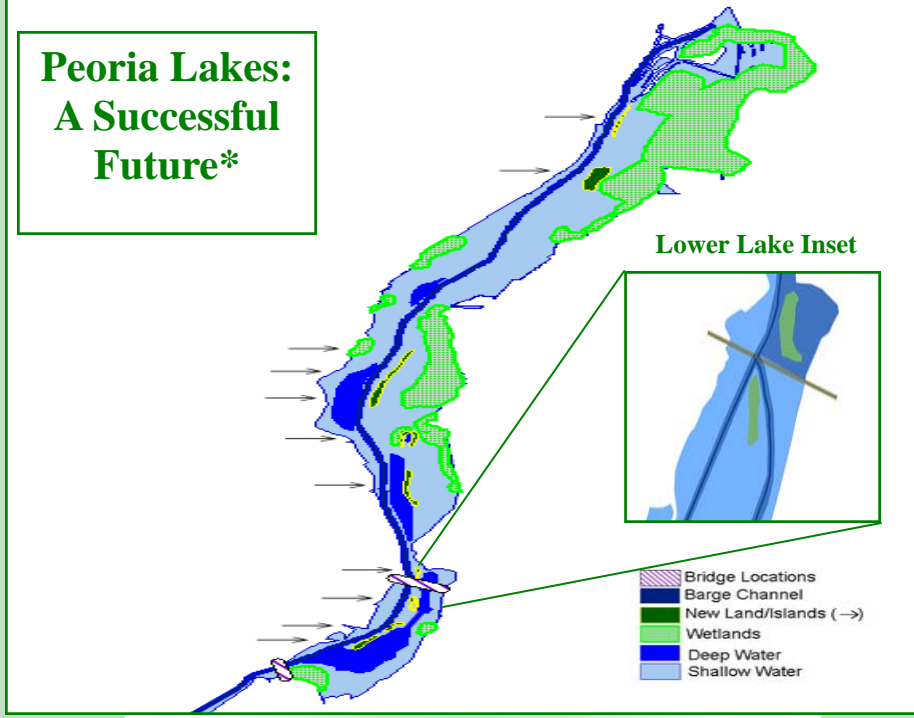 Peoria Lakes:
A Successful
Future*
Lower Lake Inset
Bridge Locations
Barge Channel
New Land/Islands (→)
Wetlands
Deep Water
Shallow Water